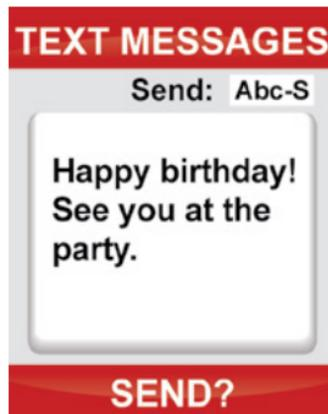 TEXT MESSAGES
Send: Abc-S
Happy birthday!
See you at the
party.
SEND?